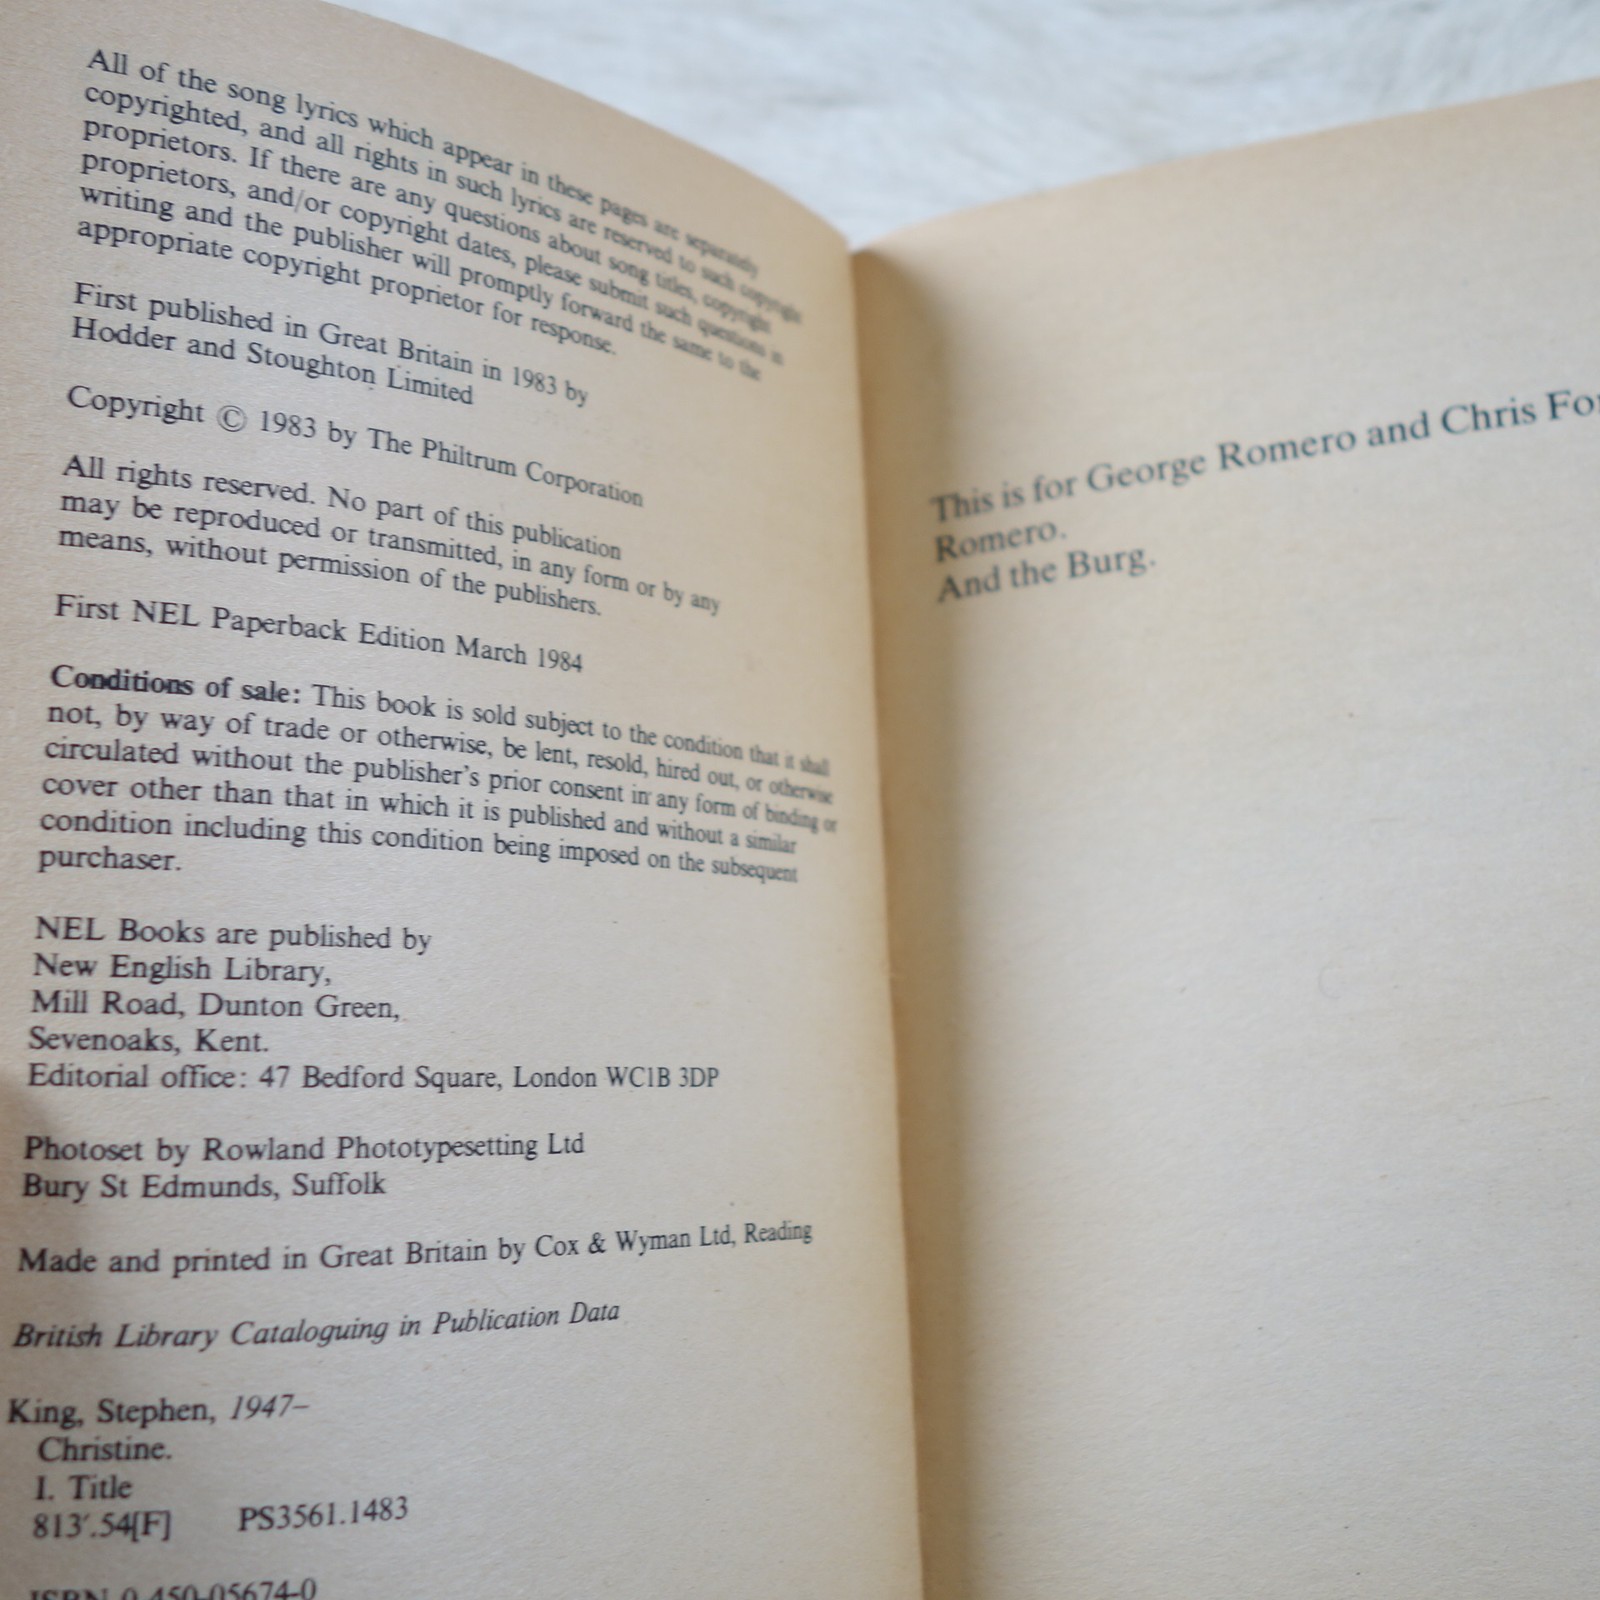 All of the song lyrics which appear in these pages are separately
copyrighted, and all rights in such lyrics are reserved to such copyright
proprietors. If there are any questions about song titles, copyright
proprietors, and/or copyright dates, please submit such questions in
writing and the publisher will promptly forward the same to the
appropriate copyright proprietor for response.
First published in Great Britain in 1983 by
Hodder and Stoughton Limited
Copyright © 1983 by The Philtrum Corporation
All rights reserved. No part of this publication
may be reproduced or transmitted, in any form or by any
means, without permission of the publishers.
First NEL Paperback Edition March 1984
Conditions of sale: This book is sold subject to the condition that it shall
not, by way of trade or otherwise, be lent, resold, hired out, or otherwise
circulated without the publisher's prior consent in any form of binding or
cover other than that in which it is published and without a similar
condition including this condition being imposed on the subsequent
purchaser.
NEL Books are published by
New English Library,
Mill Road, Dunton Green,
Sevenoaks, Kent.
Editorial office: 47 Bedford Square, London WC1B 3DP
Photoset by Rowland Phototypesetting Ltd
Bury St Edmunds, Suffolk
Made and printed in Great Britain by Cox & Wyman Ltd, Reading
British Library Cataloguing in Publication Data
King, Stephen, 1947–
Christine.
I. Title
813′.54[F] PS3561.1483
ISBN 0-450-05674-0
This is for George Romero and Chris
Romero.
And the Burg.